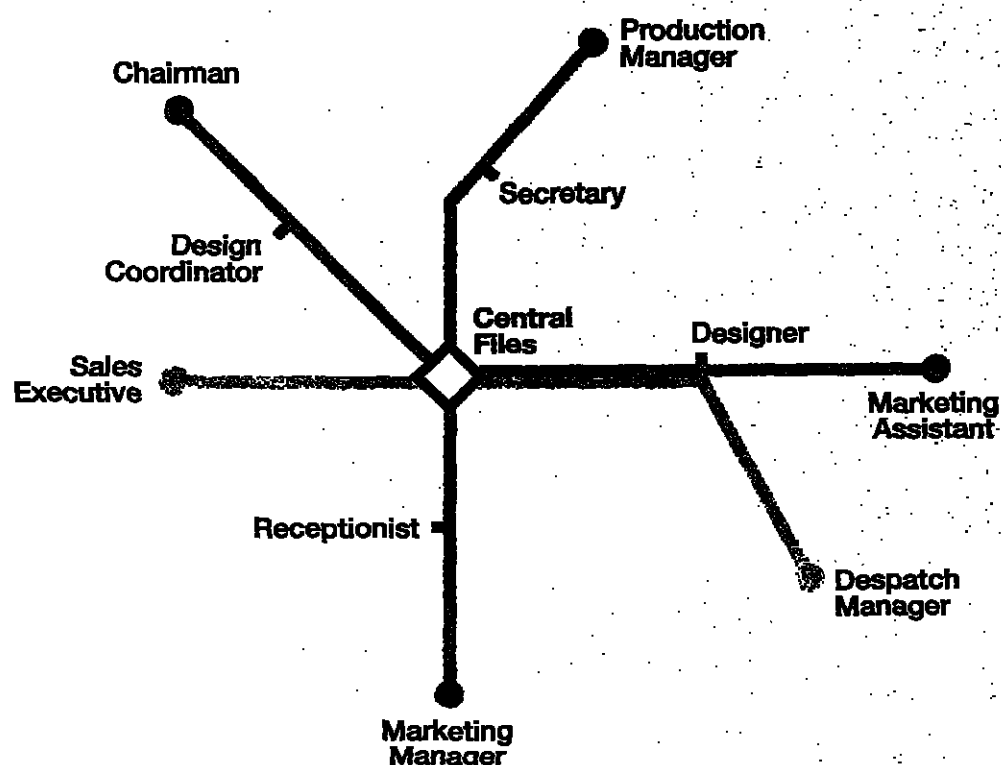 Production
Manager
Chairman
Secretary
Design
Coordinator
Central
Files
Designer
Sales
Executive
Marketing
Assistant
Receptionist
Despatch
Manager
Marketing
Manager